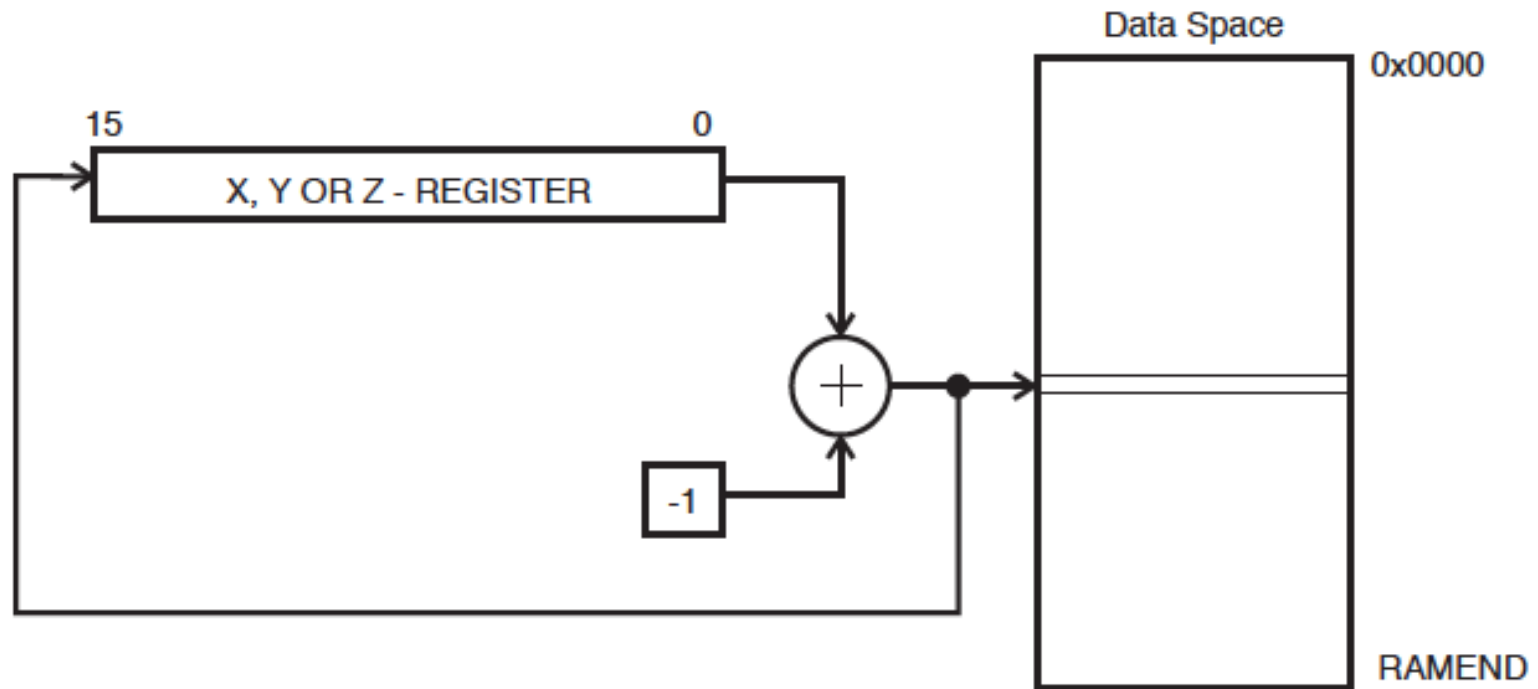 Data Space
0x0000
15
0
X, Y OR Z - REGISTER
-1
RAMEND